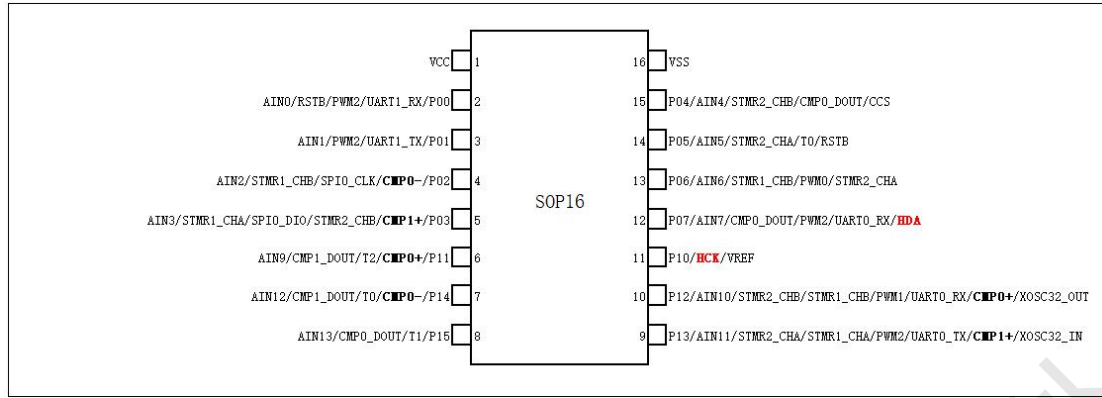 VCC 1
16 VSS
AIN0/RSTB/PWM2/UART1_RX/P00 2
15 P04/AIN4/STMR2_CHB/CMP0_DOUT/CCS
AIN1/PWM2/UART1_TX/P01 3
14 P05/AIN5/STMR2_CHA/T0/RSTB
AIN2/STMR1_CHB/SPI0_CLK/CMP0-/P02 4
13 P06/AIN6/STMR1_CHB/PWM0/STMR2_CHA
SOP16
AIN3/STMR1_CHA/SPI0_DIO/STMR2_CHB/CMP1+/P03 5
12 P07/AIN7/CMP0_DOUT/PWM2/UART0_RX/HDA
AIN9/CMP1_DOUT/T2/CMP0+/P11 6
11 P10/HCK/VREF
AIN12/CMP1_DOUT/T0/CMP0-/P14 7
10 P12/AIN10/STMR2_CHB/STMR1_CHB/PWM1/UART0_RX/CMP0+/XOSC32_OUT
AIN13/CMP0_DOUT/T1/P15 8
9 P13/AIN11/STMR2_CHA/STMR1_CHA/PWM2/UART0_TX/CMP1+/XOSC32_IN